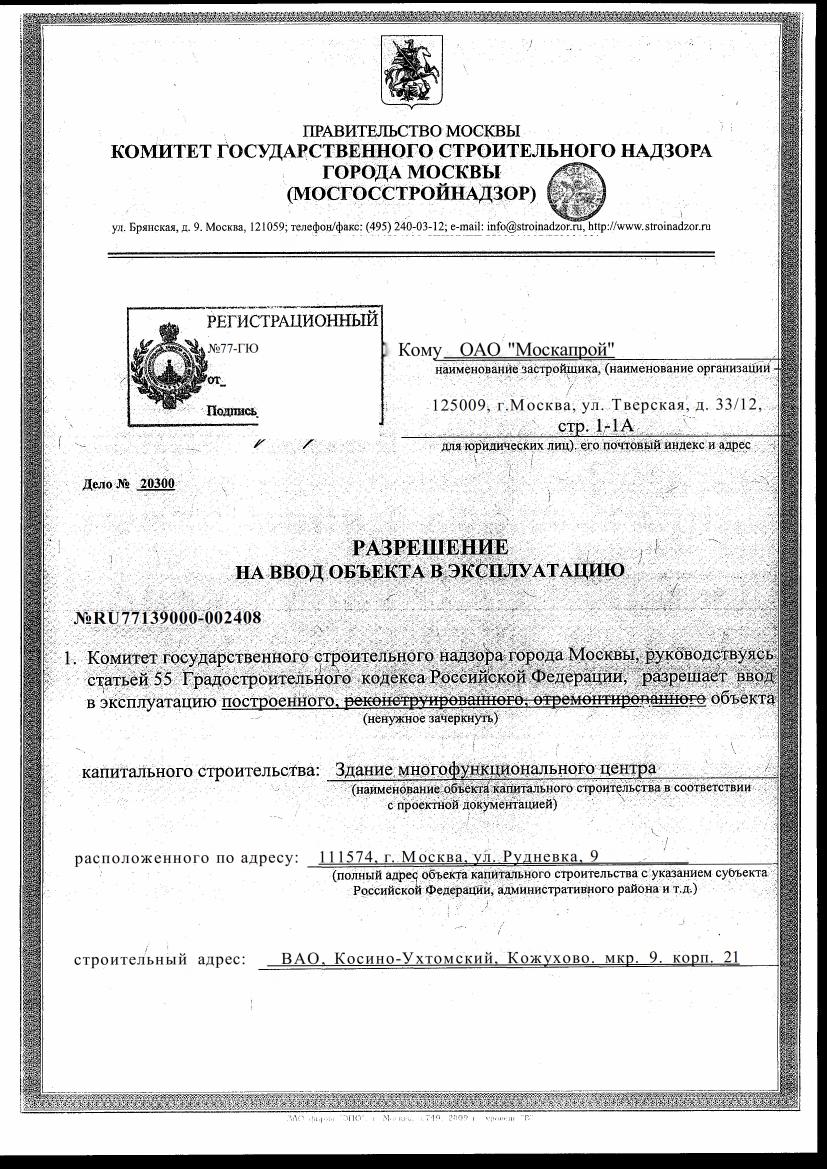 ПРАВИТЕЛЬСТВО МОСКВЫ
КОМИТЕТ ГОСУДАРСТВЕННОГО СТРОИТЕЛЬНОГО НАДЗОРА
ГОРОДА МОСКВЫ
(МОСГОССТРОЙНАДЗОР)
ул. Брянская, д. 9. Москва, 121059; телефон/факс: (495) 240-03-12; e-mail: info@stroinadzor.ru, http://www.stroinadzor.ru
РЕГИСТРАЦИОННЫЙ
№77-ГЮ
от_
Подпись
Кому ОАО "Москапрой"
наименование застройщика, (наименование организации –
125009, г.Москва, ул. Тверская, д. 33/12,
стр. 1-1А
для юридических лиц). его почтовый индекс и адрес
Дело № 20300
РАЗРЕШЕНИЕ
НА ВВОД ОБЪЕКТА В ЭКСПЛУАТАЦИЮ
№RU77139000-002408
1. Комитет государственного строительного надзора города Москвы, руководствуясь
статьей 55 Градостроительного кодекса Российской Федерации, разрешает ввод
в эксплуатацию построенного, реконструированного, отремонтированного объекта
(ненужное зачеркнуть)
капитального строительства: Здание многофункционального центра
(наименование объекта капитального строительства в соответствии
с проектной документацией)
расположенного по адресу: 111574, г. Москва, ул. Рудневка, 9
(полный адрес объекта капитального строительства с указанием субъекта
Российской Федерации, административного района и т.д.)
строительный адрес: ВАО, Косино-Ухтомский, Кожухово. мкр. 9. корп. 21